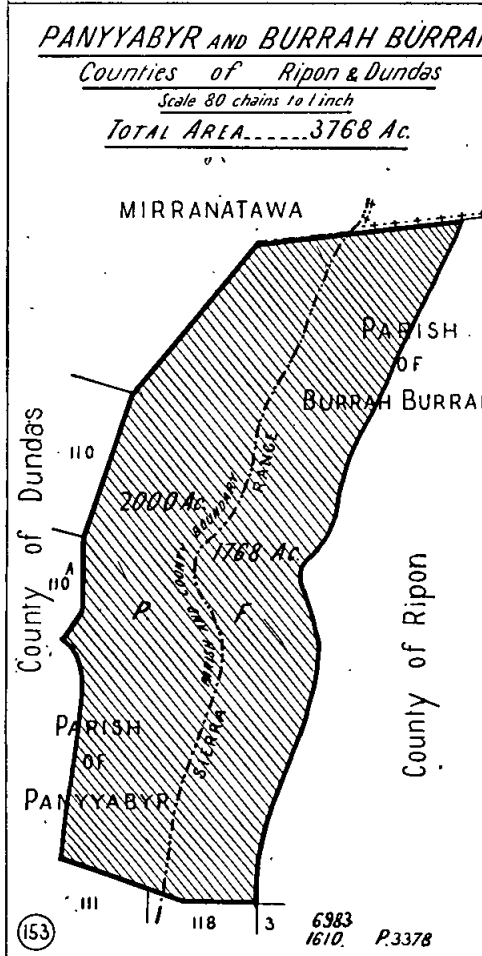 PANYYABYR AND BURRAH BURRAH
Counties of Ripon & Dundas
Scale 80 chains to 1 inch
TOTAL AREA......3768 Ac.
MIRRANATAWA
PARISH
OF
BURRAH BURRAH
110
County of Dundas
2000 Ac.
PARISH AND COUNTY BOUNDARY
RANGE
1768 Ac.
110A
P
F
County of Ripon
SIERRA
PARISH
OF
PANYYABYR
111
118
3
153
6983
1610
P.3378